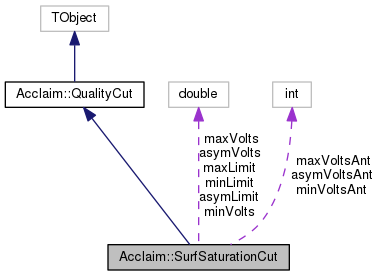 TObject
Acclaim::QualityCut
double
int
maxVolts
asymVolts
maxLimit
minLimit
asymLimit
minVolts
maxVoltsAnt
asymVoltsAnt
minVoltsAnt
Acclaim::SurfSaturationCut